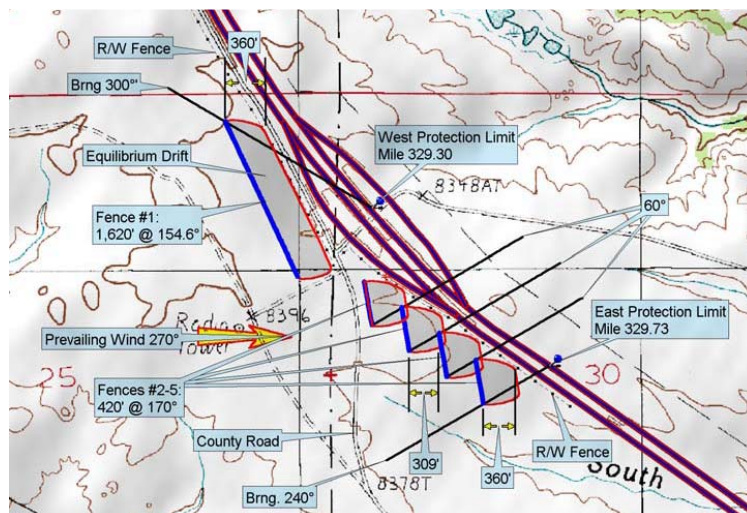 R/W Fence
360'
Brng 300°'
West Protection Limit
Mile 329.30
Equilibrium Drift
8348AT
60°
Fence #1:
1,620' @ 154.6°
East Protection Limit
Mile 329.73
8396
Radio
Tower
Prevailing Wind 270°
25
30
Fences #2-5:
420' @ 170°
County Road
309'
360'
R/W Fence
South
8378T
Brng. 240°